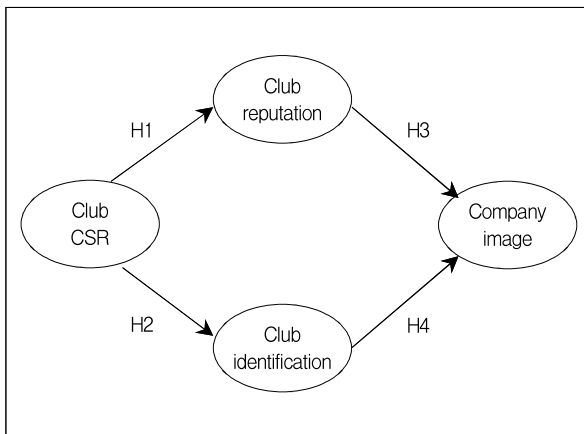 Club
reputation
H1
H3
Club
CSR
Company
image
H2
H4
Club
identification